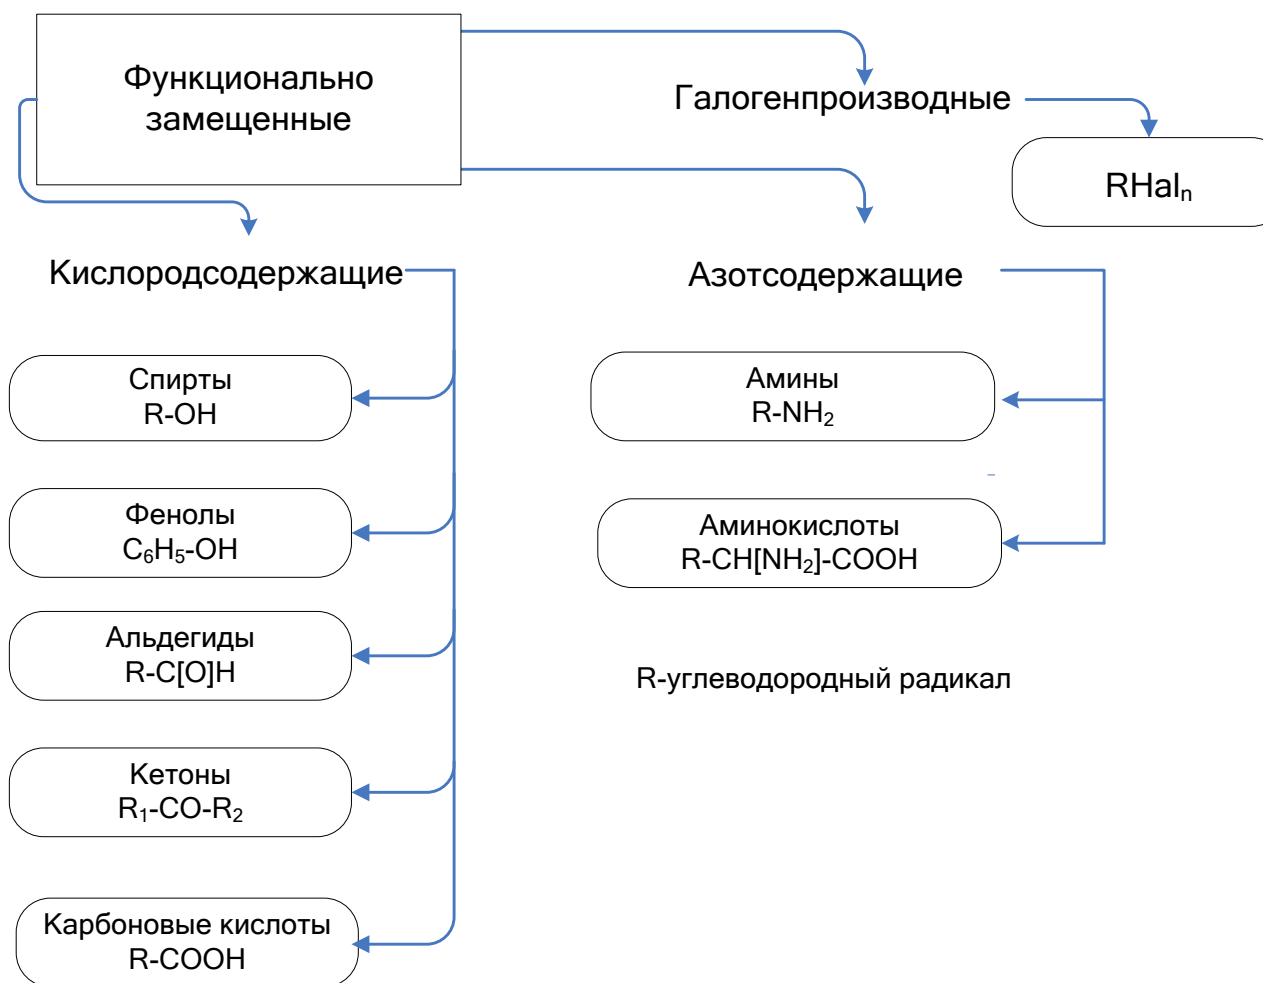 Функционально
замещенные
Галогенпроизводные
RHaln
Кислородсодержащие
Азотсодержащие
Спирты
R-OH
Амины
R-NH₂
Фенолы
C₆H₅-OH
Аминокислоты
R-CH[NH₂]-COOH
Альдегиды
R-C[O]H
R-углеводородный радикал
Кетоны
R₁-CO-R₂
Карбоновые кислоты
R-COOH